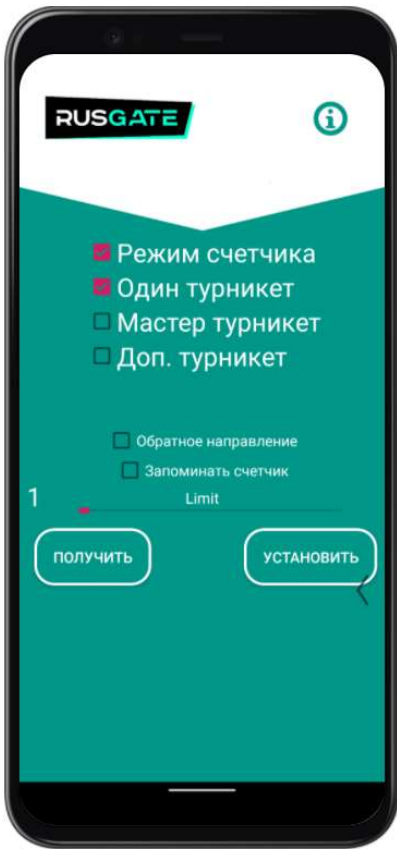 RUSGATE
Режим счетчика
Один турникет
Мастер турникет
Доп. турникет
Обратное направление
Запоминать счетчик
1 Limit
ПОЛУЧИТЬ УСТАНОВИТЬ